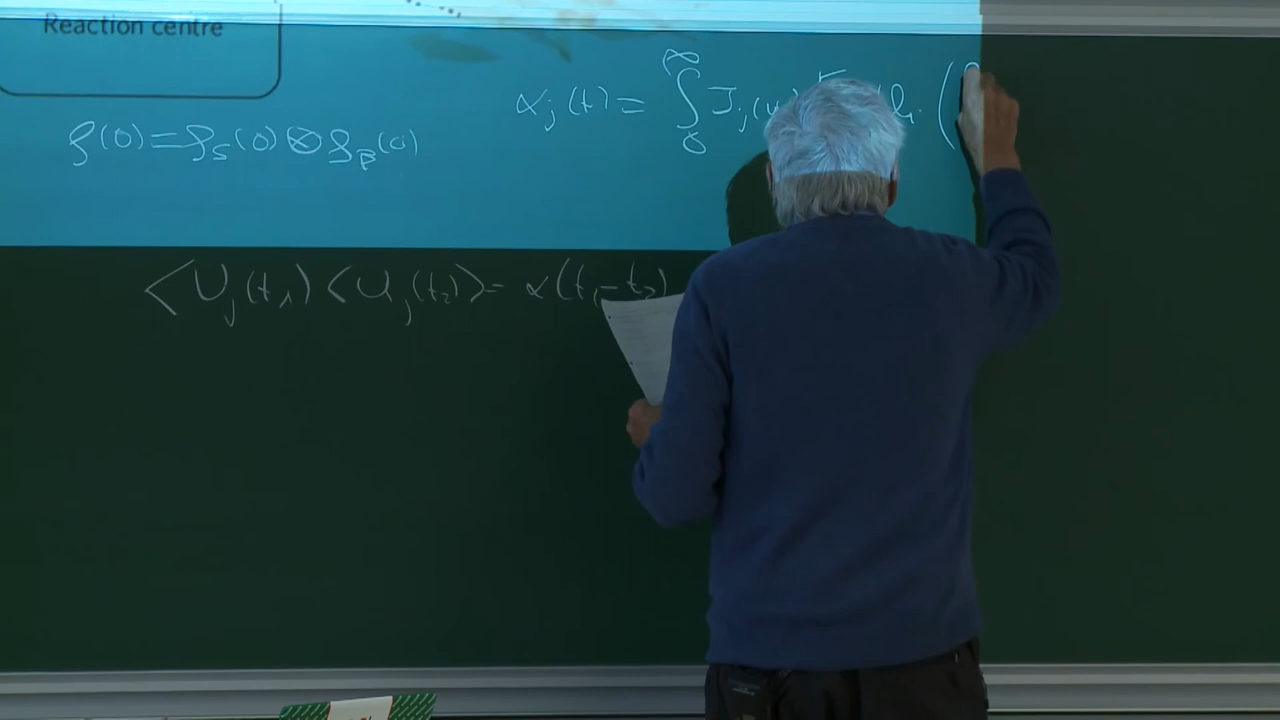 Reaction centre
α_j(t) = ∫_0^∞ J_j(
ρ(0) = ρ_S(0) ⊗ ρ_B(0)
⟨U_j(t_1)⟩⟨U_j(t_2)⟩ = α(t_1 - t_2)